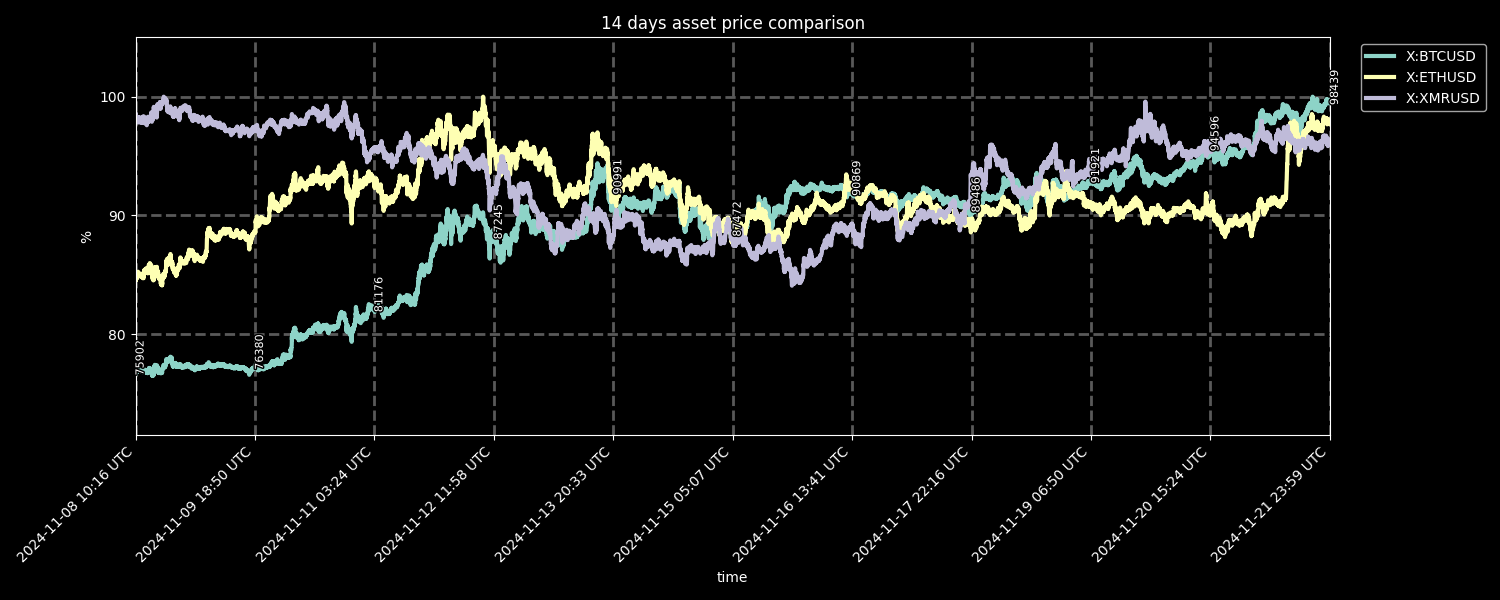 14 days asset price comparison
X:BTCUSD
X:ETHUSD
X:XMRUSD
100
90
80
%
75902
76380
81176
87245
90991
87472
90869
89486
91921
94596
98439
2024-11-08 10:16 UTC
2024-11-09 18:50 UTC
2024-11-11 03:24 UTC
2024-11-12 11:58 UTC
2024-11-13 20:33 UTC
2024-11-15 05:07 UTC
2024-11-16 13:41 UTC
2024-11-17 22:16 UTC
2024-11-19 06:50 UTC
2024-11-20 15:24 UTC
2024-11-21 23:59 UTC
time